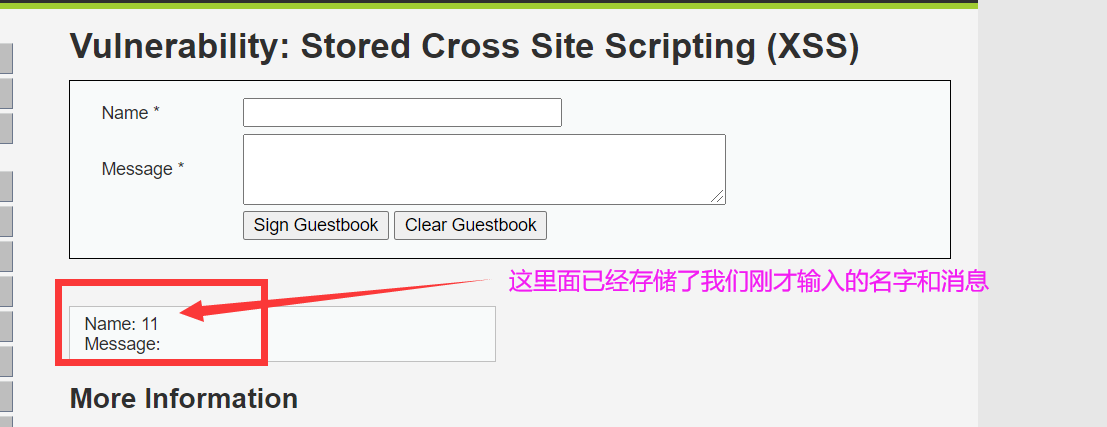 Vulnerability: Stored Cross Site Scripting (XSS)
Name *
Message *
Sign Guestbook Clear Guestbook
这里面已经存储了我们刚才输入的名字和消息
Name: 11
Message:
More Information